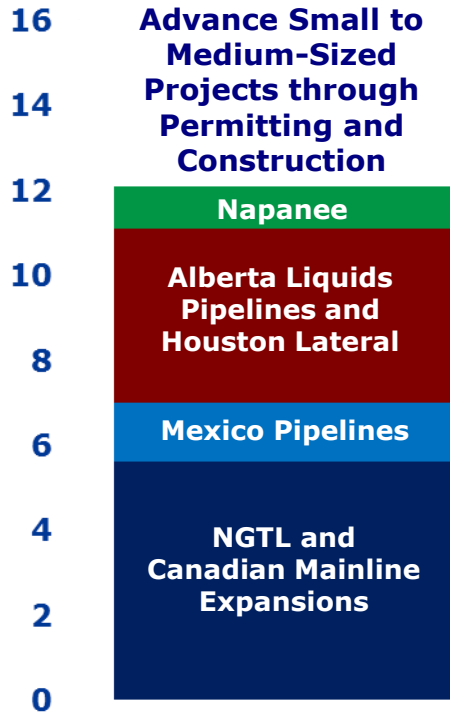 16
Advance Small to
Medium-Sized
Projects through
14
Permitting and
Construction
12
Napanee
10
Alberta Liquids
Pipelines and
Houston Lateral
8
Mexico Pipelines
6
4
NGTL and
Canadian Mainline
Expansions
2
0